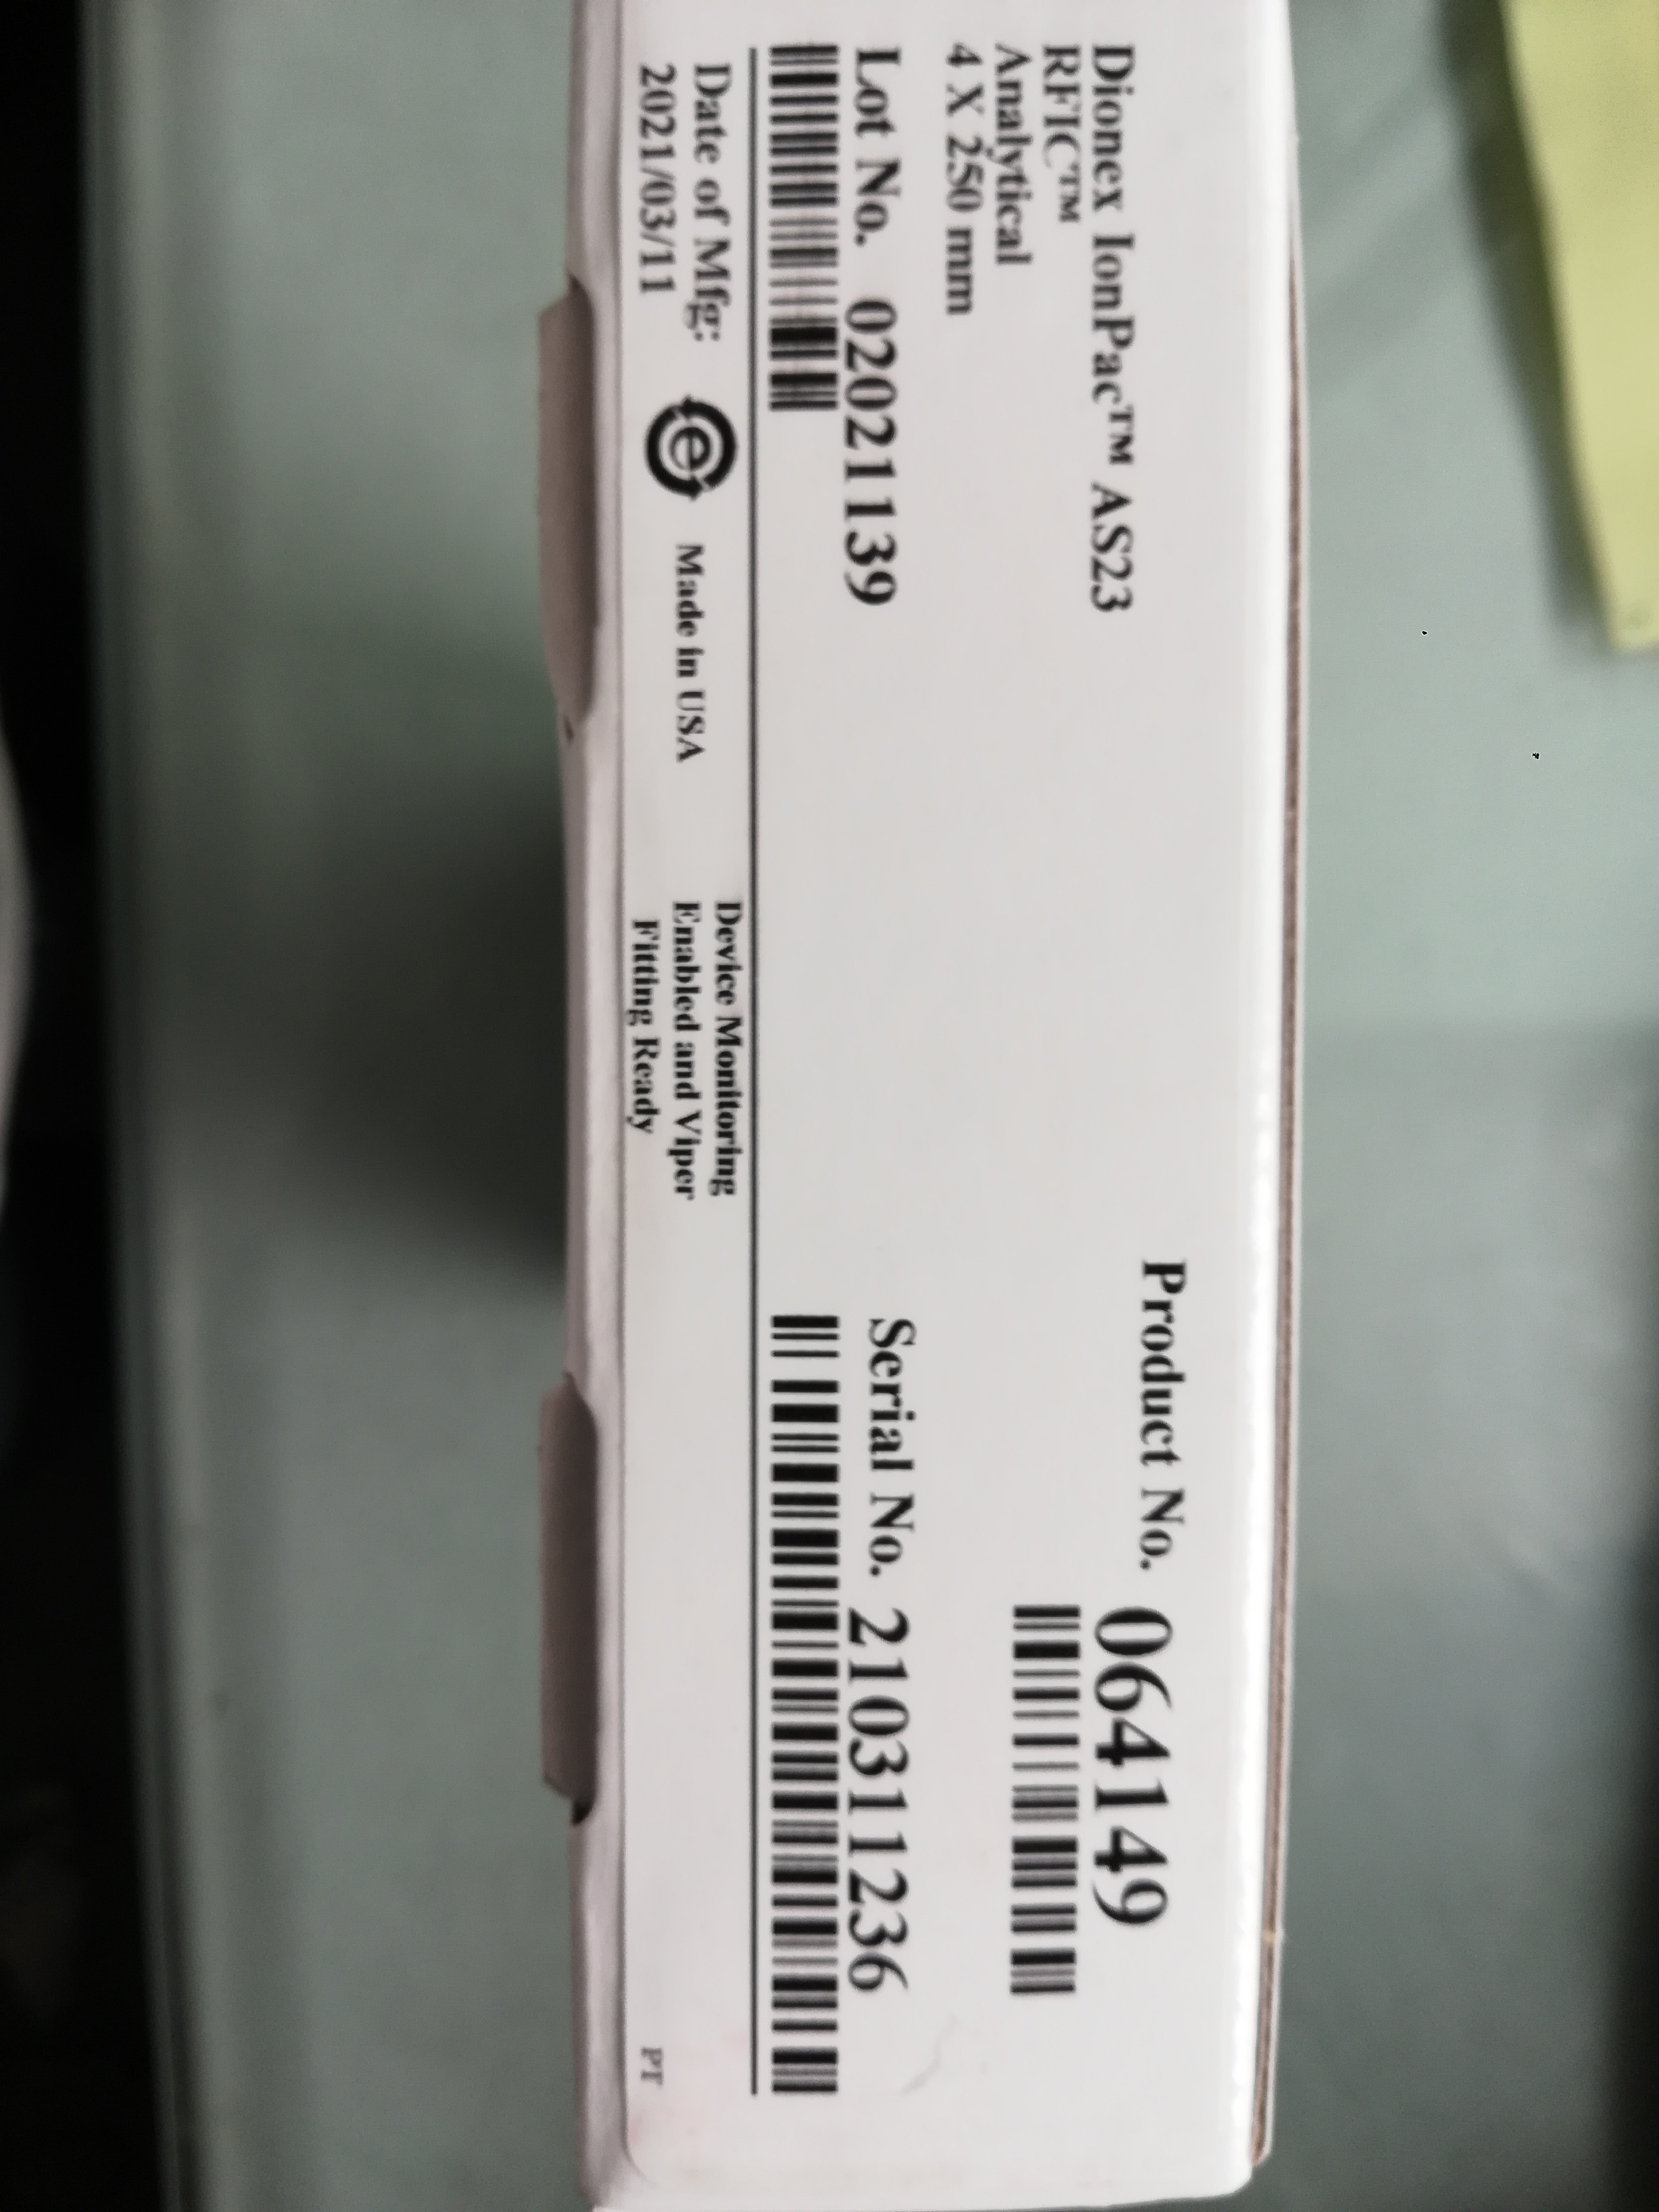 Dionex IonPac™ AS23
RFIC™
Analytical
4 X 250 mm
Product No. 064149
Lot No. 02021139
Serial No. 210311236
Date of Mfg:
2021/03/11
e
Made in USA
Device Monitoring
Enabled and Viper
Fitting Ready
PT